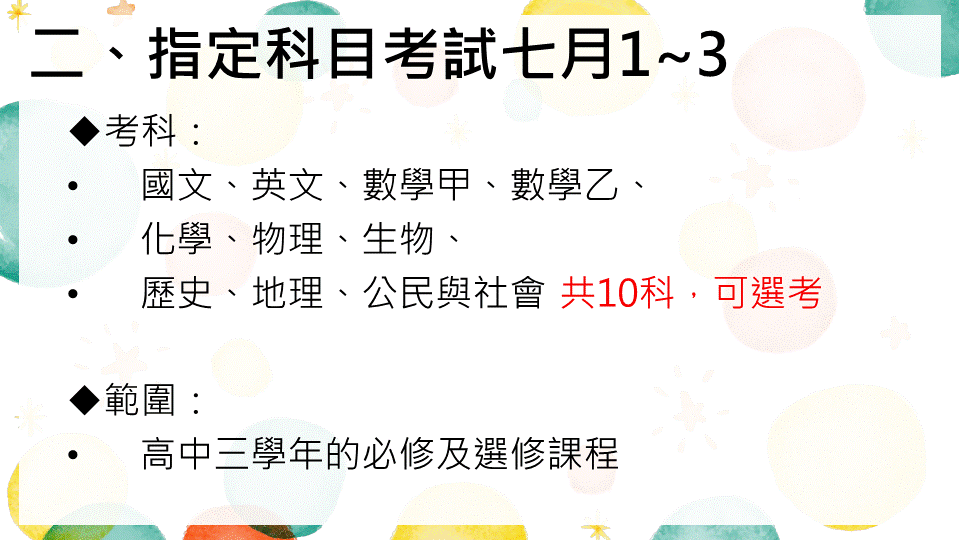 二、指定科目考試七月1~3
◆考科：
• 國文、英文、數學甲、數學乙、
• 化學、物理、生物、
• 歷史、地理、公民與社會 共10科，可選考
◆範圍：
• 高中三學年的必修及選修課程